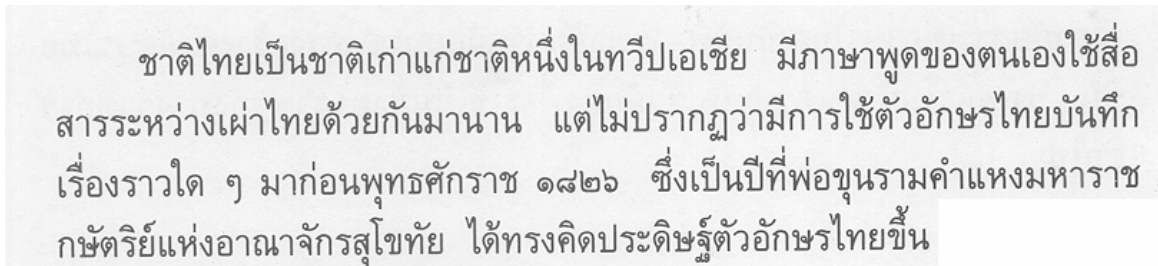 ชาติไทยเป็นชาติเก่าแก่ชาติหนึ่งในทวีปเอเชีย มีภาษาพูดของตนเองใช้สื่อ
สารระหว่างเผ่าไทยด้วยกันมานาน แต่ไม่ปรากฏว่ามีการใช้ตัวอักษรไทยบันทึก
เรื่องราวใด ๆ มาก่อนพุทธศักราช ๑๘๒๖ ซึ่งเป็นปีที่พ่อขุนรามคำแหงมหาราช
กษัตริย์แห่งอาณาจักรสุโขทัย ได้ทรงคิดประดิษฐ์ตัวอักษรไทยขึ้น